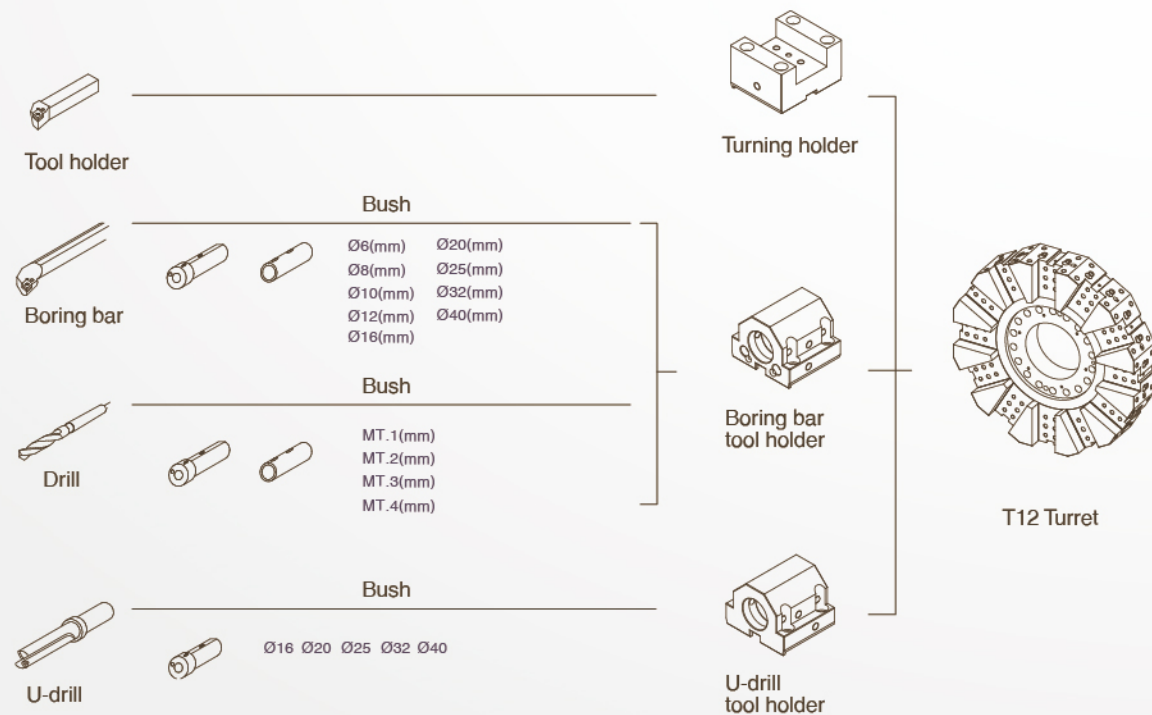 Tool holder
Turning holder
Bush
Ø6(mm) Ø20(mm)
Ø8(mm) Ø25(mm)
Ø10(mm) Ø32(mm)
Ø12(mm) Ø40(mm)
Ø16(mm)
Boring bar
Bush
MT.1(mm)
MT.2(mm)
MT.3(mm)
MT.4(mm)
Drill
Boring bar
tool holder
T12 Turret
Bush
Ø16 Ø20 Ø25 Ø32 Ø40
U-drill
U-drill
tool holder